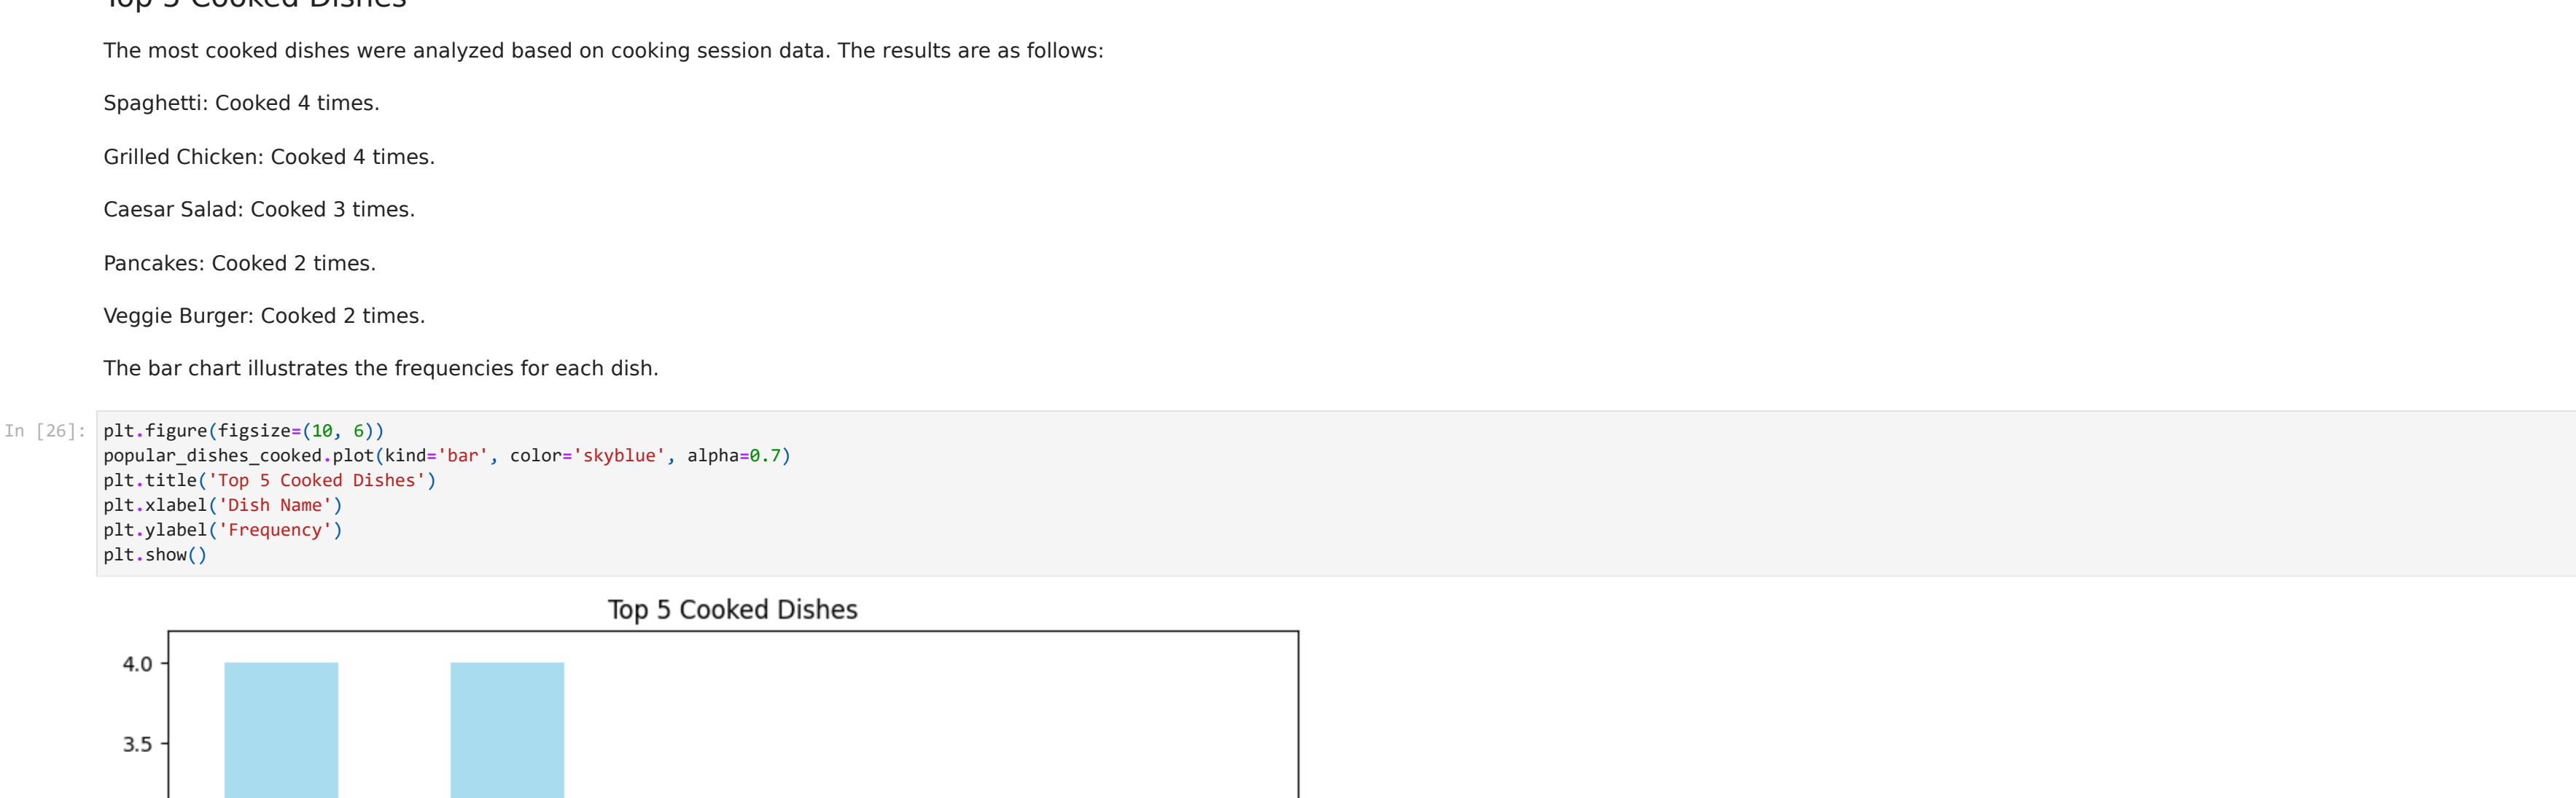 Top 5 Cooked Dishes
The most cooked dishes were analyzed based on cooking session data. The results are as follows:
Spaghetti: Cooked 4 times.
Grilled Chicken: Cooked 4 times.
Caesar Salad: Cooked 3 times.
Pancakes: Cooked 2 times.
Veggie Burger: Cooked 2 times.
The bar chart illustrates the frequencies for each dish.
In [26]:
plt.figure(figsize=(10, 6))
popular_dishes_cooked.plot(kind='bar', color='skyblue', alpha=0.7)
plt.title('Top 5 Cooked Dishes')
plt.xlabel('Dish Name')
plt.ylabel('Frequency')
plt.show()
Top 5 Cooked Dishes
4.0
3.5